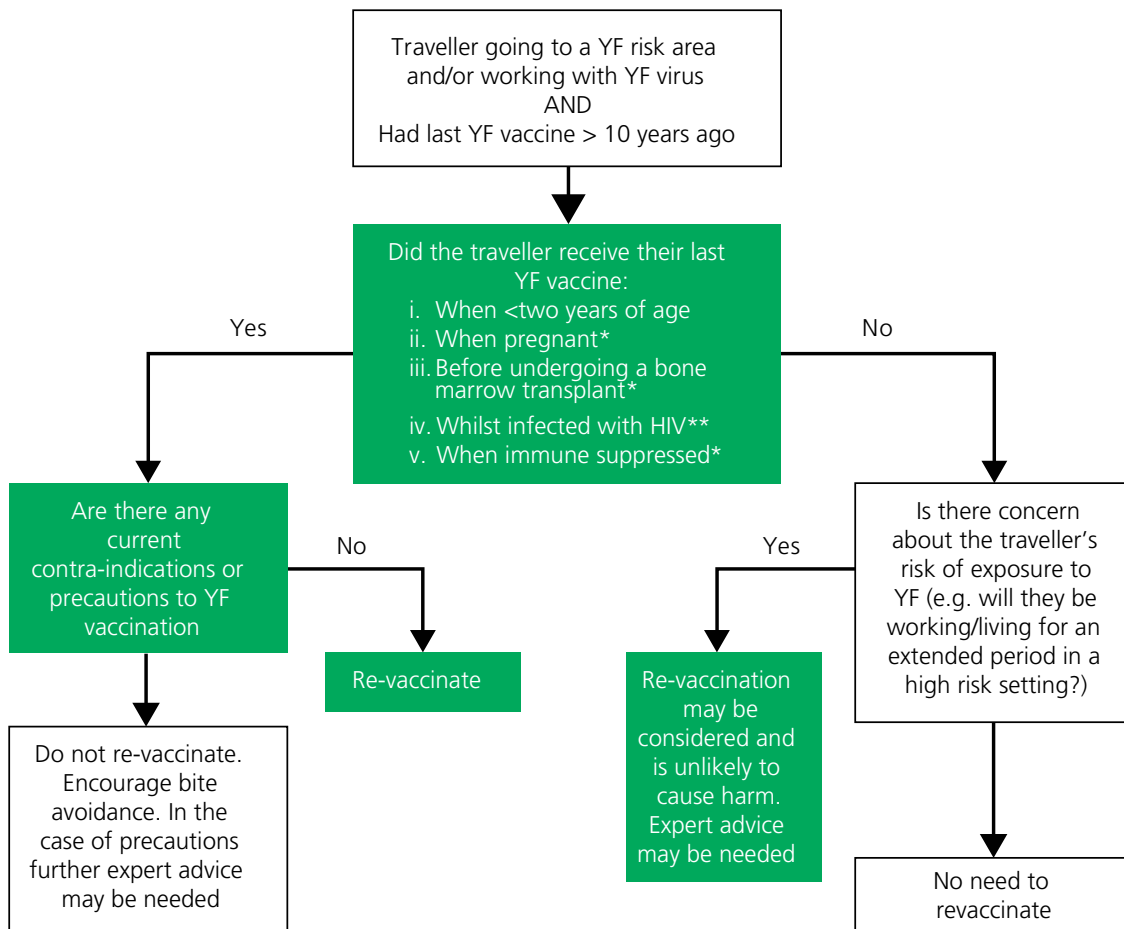 Traveller going to a YF risk area
and/or working with YF virus
AND
Had last YF vaccine > 10 years ago
Did the traveller receive their last
YF vaccine:
i. When <two years of age
ii. When pregnant*
iii. Before undergoing a bone
marrow transplant*
iv. Whilst infected with HIV**
v. When immune suppressed*
Yes
No
Are there any
current
contra-indications or
precautions to YF
vaccination
No
Re-vaccinate
Do not re-vaccinate.
Encourage bite
avoidance. In the
case of precautions
further expert advice
may be needed
Is there concern
about the traveller’s
risk of exposure to
YF (e.g. will they be
working/living for an
extended period in a
high risk setting?)
Yes
Re-vaccination
may be
considered and
is unlikely to
cause harm.
Expert advice
may be needed
No need to
revaccinate